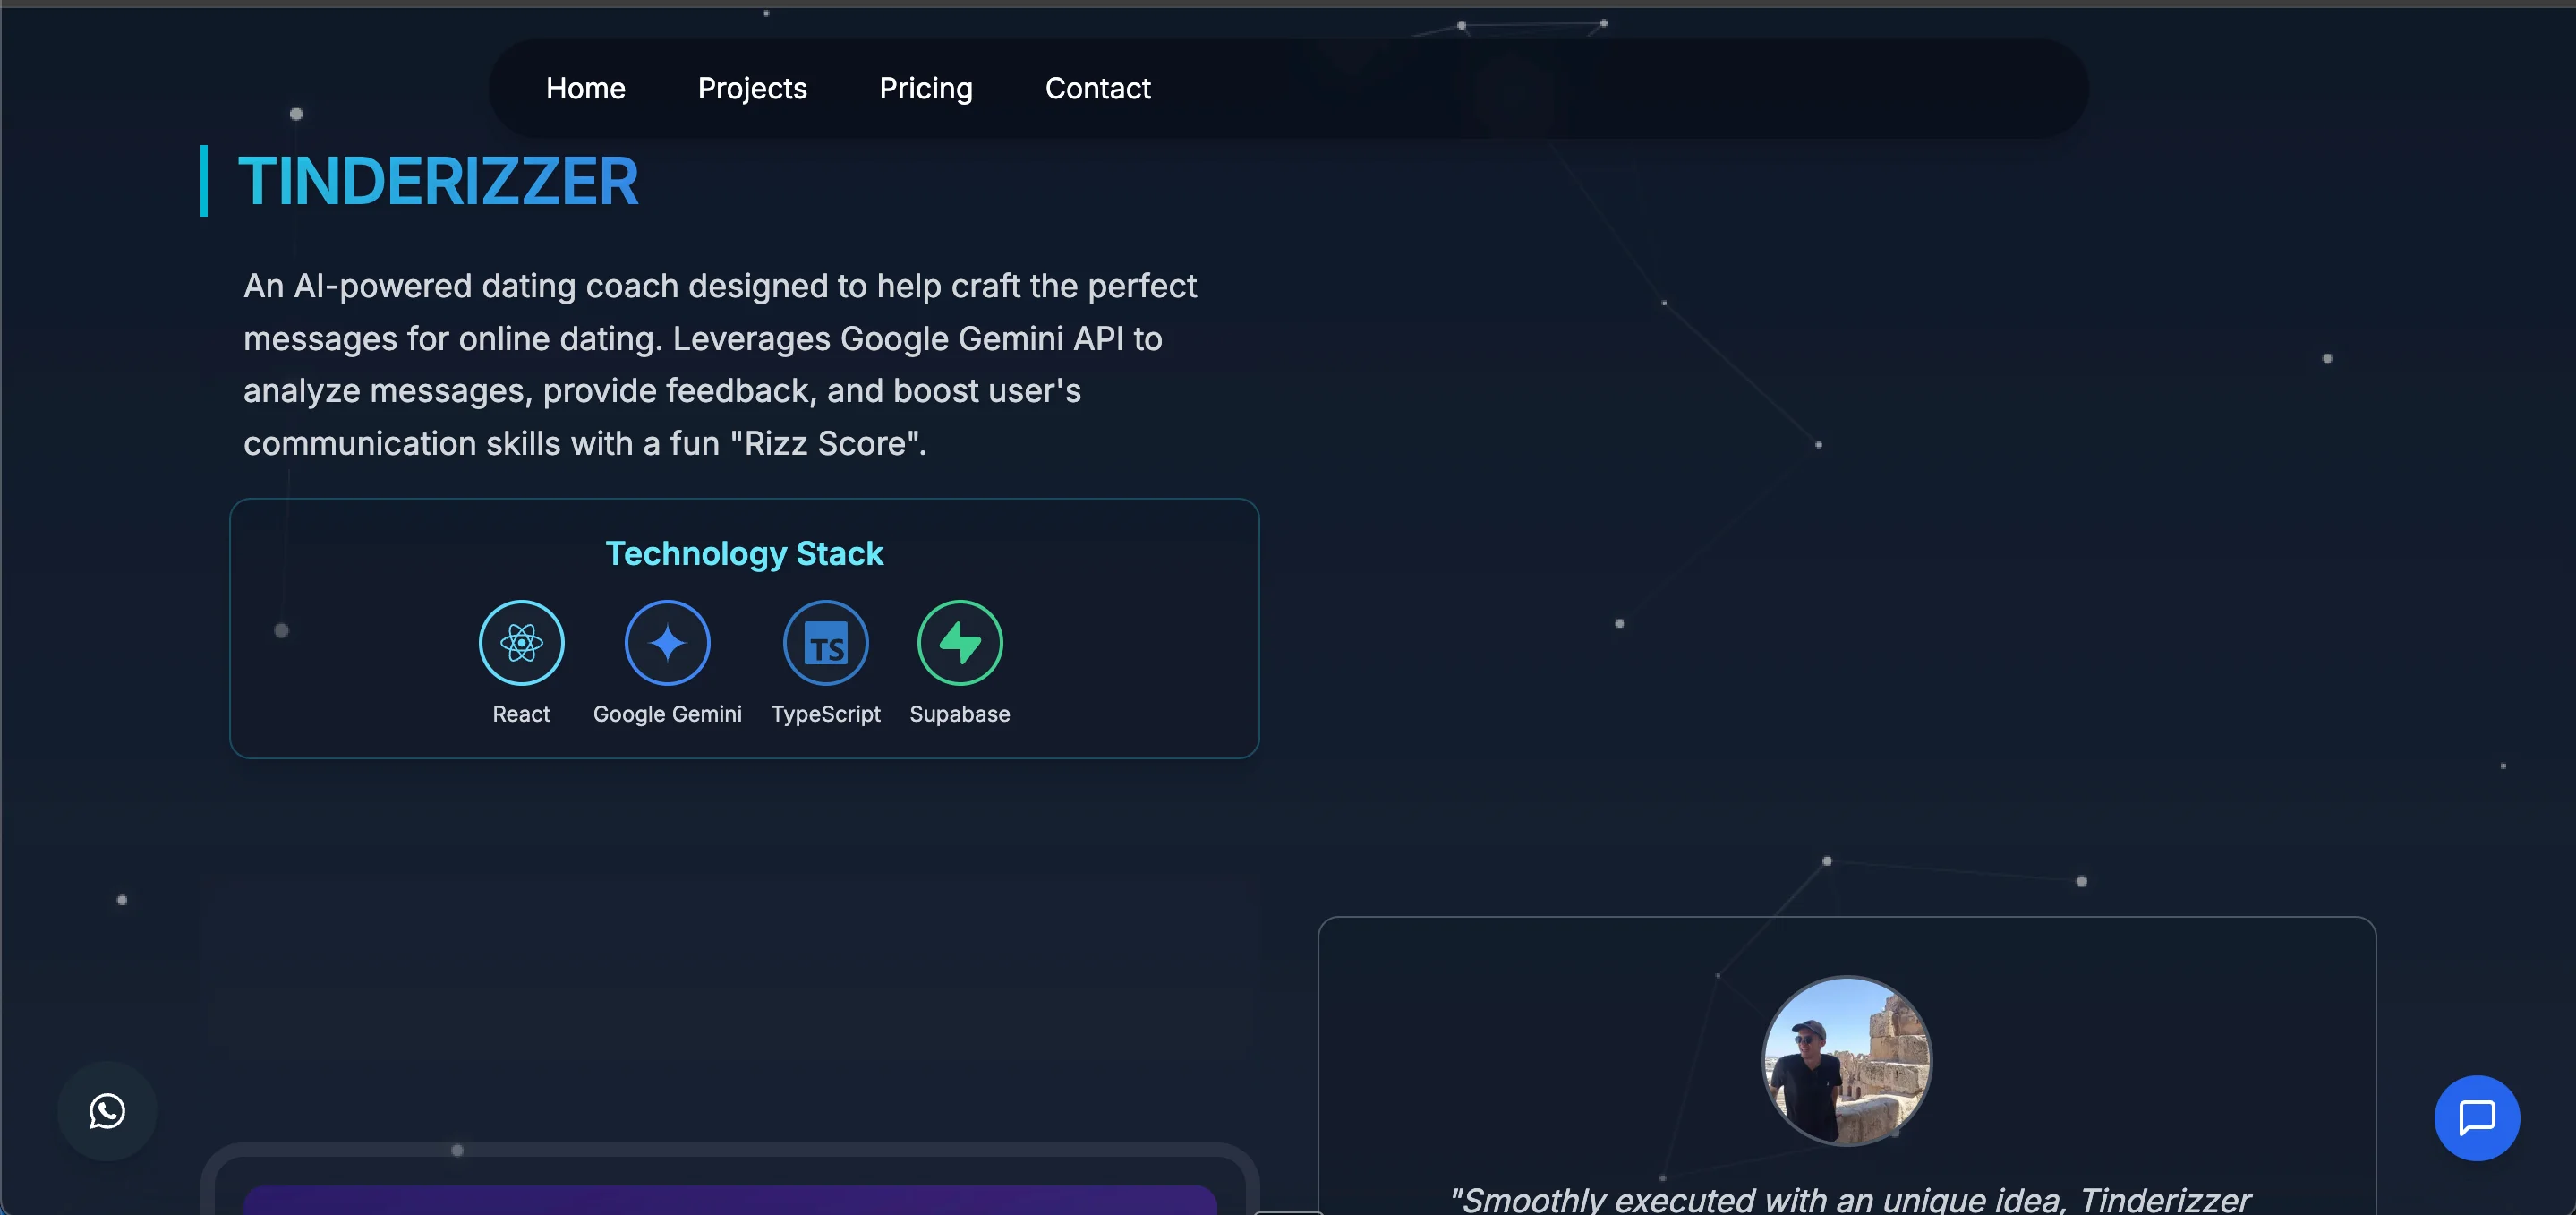 Home Projects Pricing Contact
TINDERIZZER
An AI-powered dating coach designed to help craft the perfect
messages for online dating. Leverages Google Gemini API to
analyze messages, provide feedback, and boost user's
communication skills with a fun "Rizz Score".
Technology Stack
TS
React Google Gemini TypeScript Supabase
"Smoothly executed with an unique idea, Tinderizzer